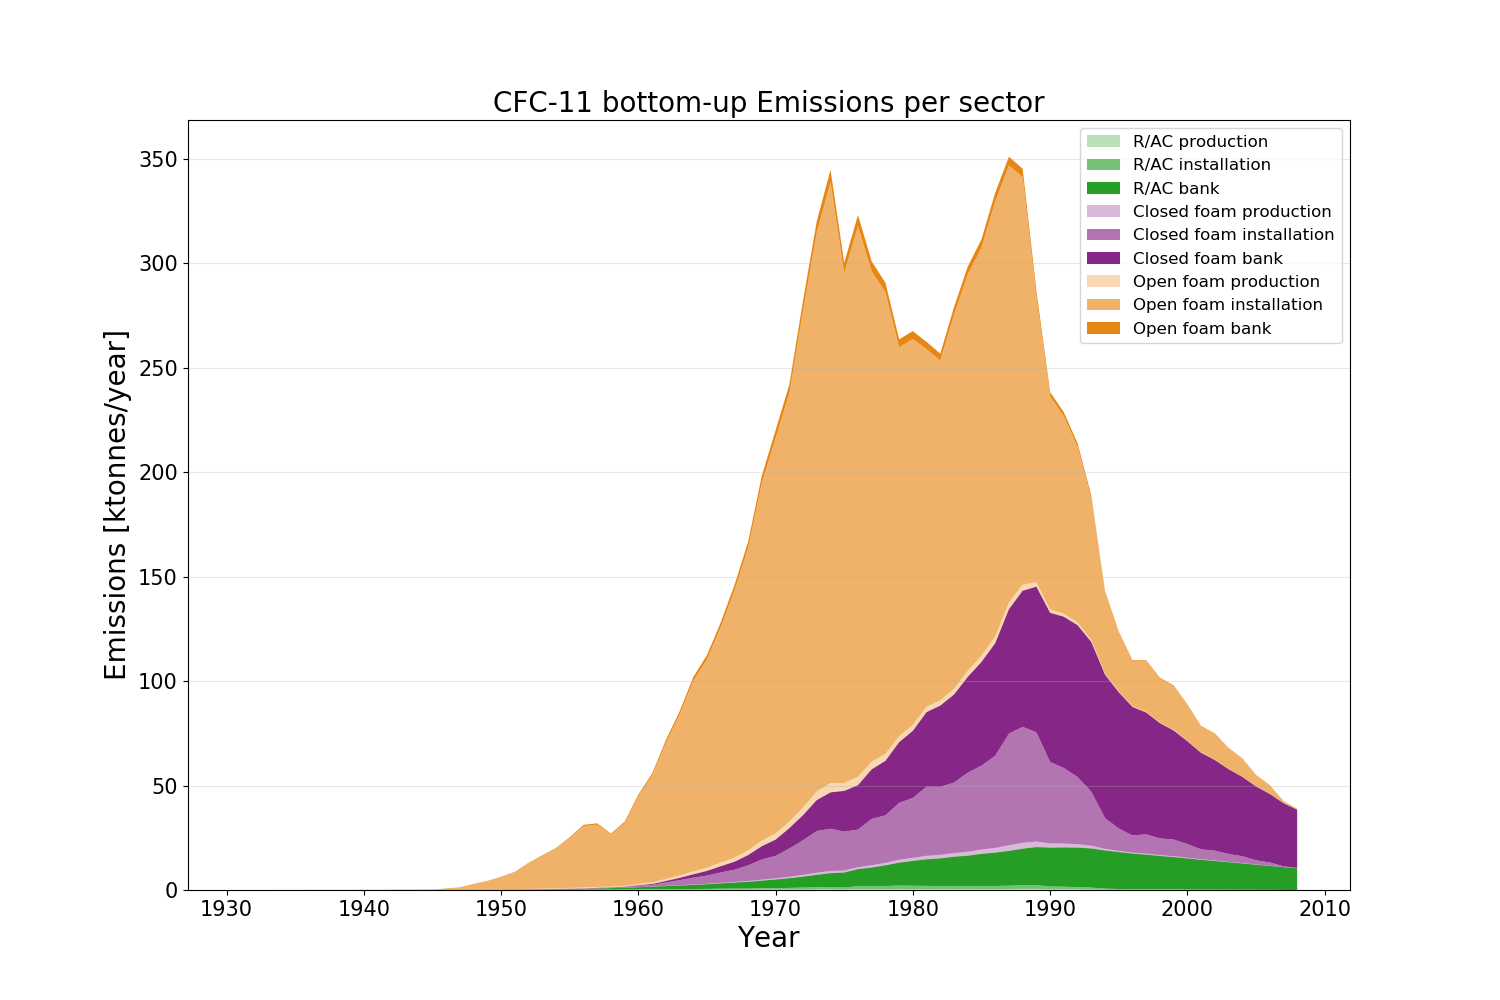 CFC-11 bottom-up Emissions per sector
R/AC production
R/AC installation
R/AC bank
Closed foam production
Closed foam installation
Closed foam bank
Open foam production
Open foam installation
Open foam bank
Emissions [ktonnes/year]
350
300
250
200
150
100
50
0
1930 1940 1950 1960 1970 1980 1990 2000 2010
Year